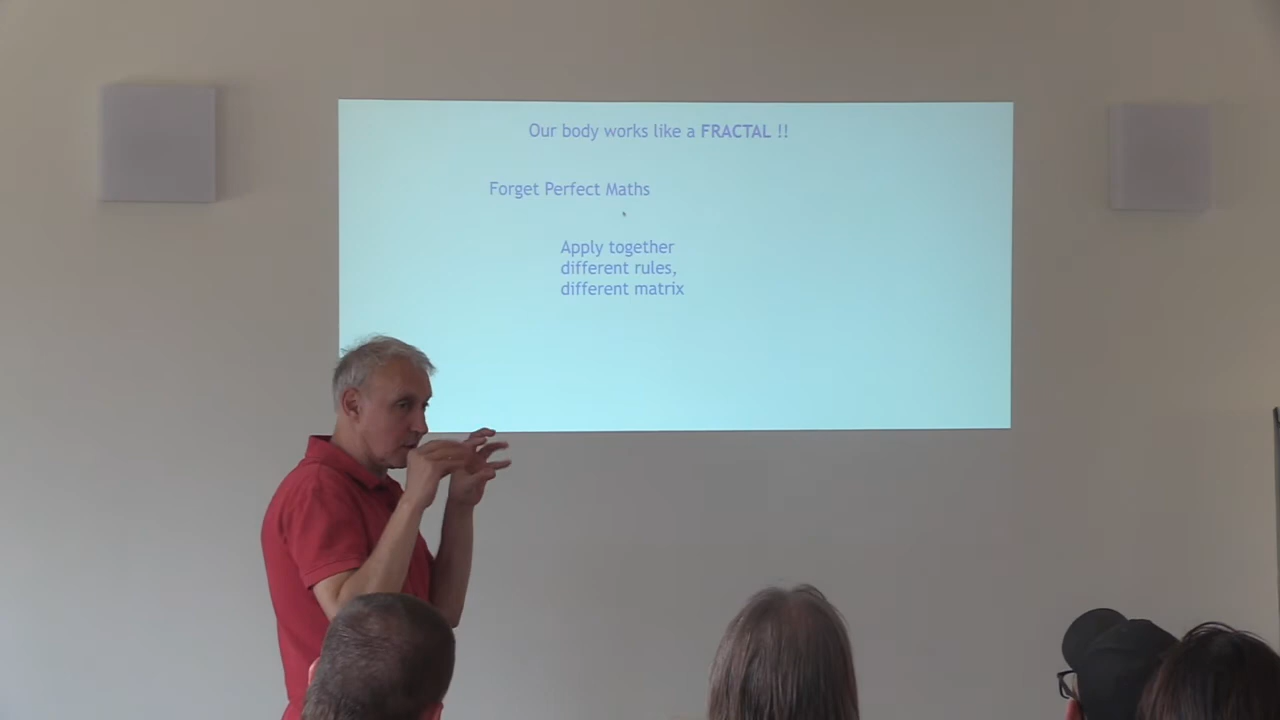 Our body works like a FRACTAL !!
Forget Perfect Maths
Apply together
different rules,
different matrix